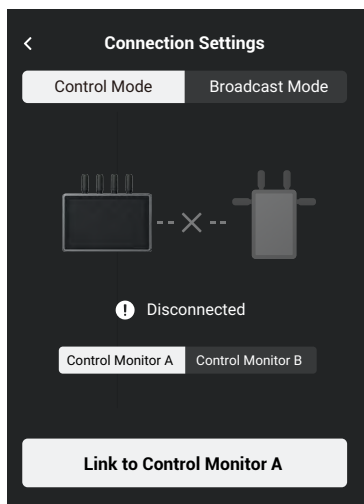 Connection Settings
Control Mode Broadcast Mode
Disconnected
Control Monitor A Control Monitor B
Link to Control Monitor A